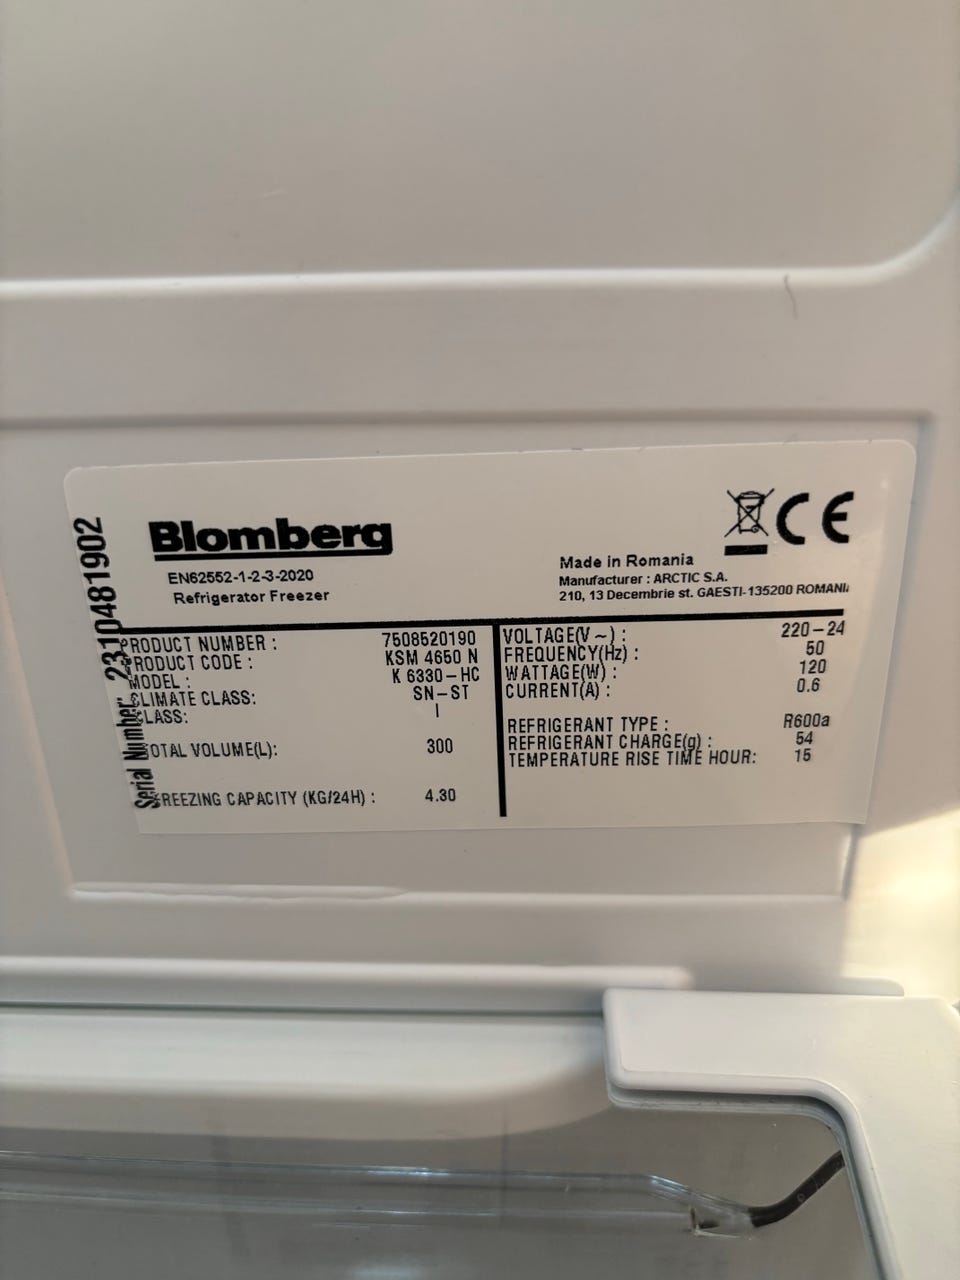 Blomberg
EN62552-1-2-3-2020
Refrigerator Freezer
CE
Made in Romania
Manufacturer : ARCTIC S.A.
210, 13 Decembrie st. GAESTI-135200 ROMANI
Serial Number: 2310481902
PRODUCT NUMBER : 7508520190
PRODUCT CODE : KSM 4650 N
MODEL : K 6330-HC
CLIMATE CLASS: SN-ST
CLASS: I
TOTAL VOLUME(L): 300
FREEZING CAPACITY (KG/24H) : 4.30
VOLTAGE(V~) : 220-24
FREQUENCY(Hz) : 50
WATTAGE(W) : 120
CURRENT(A) : 0.6
REFRIGERANT TYPE : R600a
REFRIGERANT CHARGE(g) : 54
TEMPERATURE RISE TIME HOUR: 15